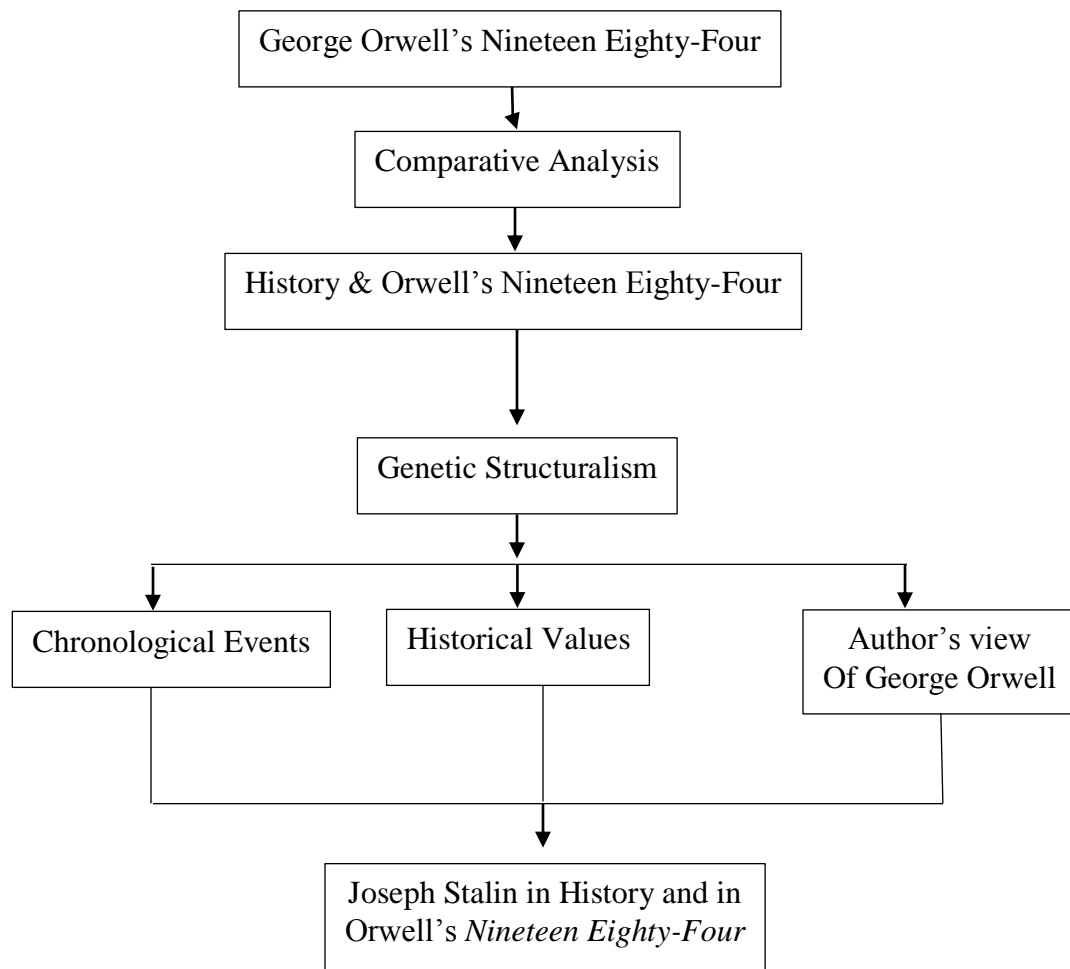 George Orwell’s Nineteen Eighty-Four
Comparative Analysis
History & Orwell’s Nineteen Eighty-Four
Genetic Structuralism
Chronological Events
Historical Values
Author’s view
Of George Orwell
Joseph Stalin in History and in
Orwell’s Nineteen Eighty-Four